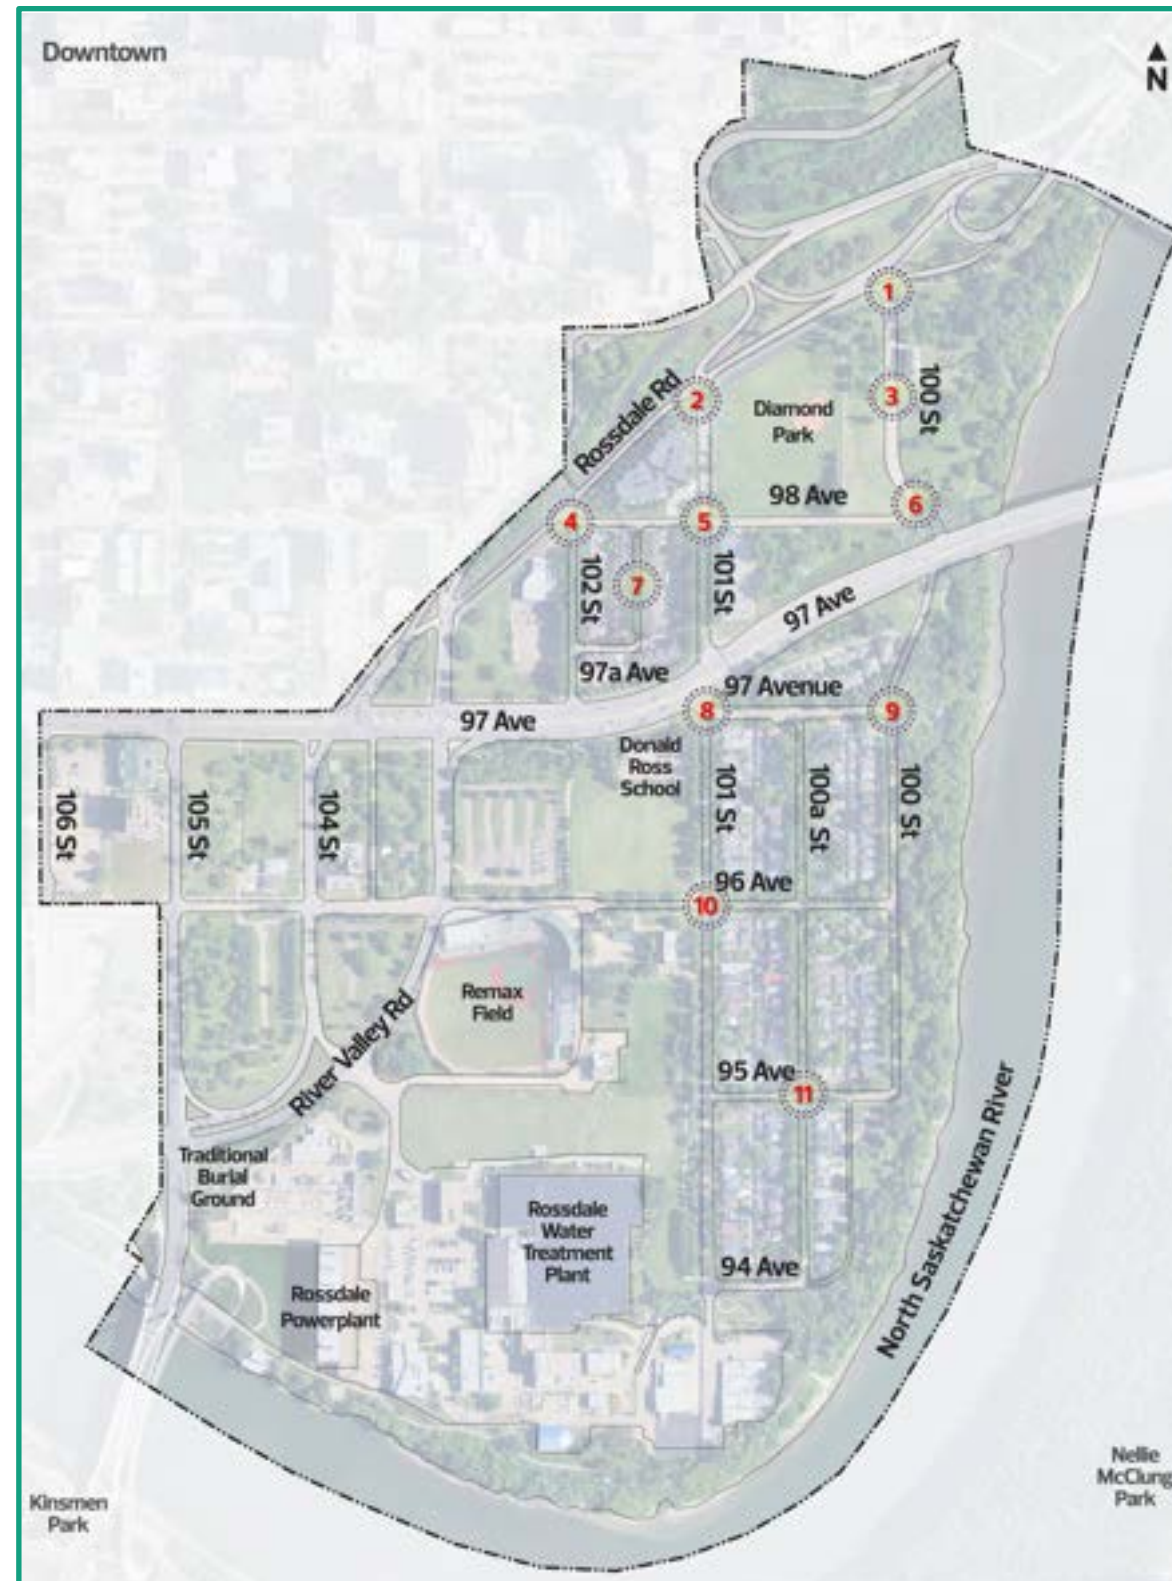 Downtown
N
1
100 St
Rossdale Rd
2
3
Diamond
Park
98 Ave
6
4
5
102 St
7
101 St
97 Ave
97a Ave
97 Avenue
97 Ave
8
9
Donald
Ross
School
106 St
105 St
104 St
101 St
100a St
100 St
96 Ave
10
Remax
Field
River Valley Rd
95 Ave
11
North Saskatchewan River
Traditional
Burial
Ground
Rossdale
Water
Treatment
Plant
94 Ave
Rossdale
Powerplant
Kinsmen
Park
Nellie
McClung
Park